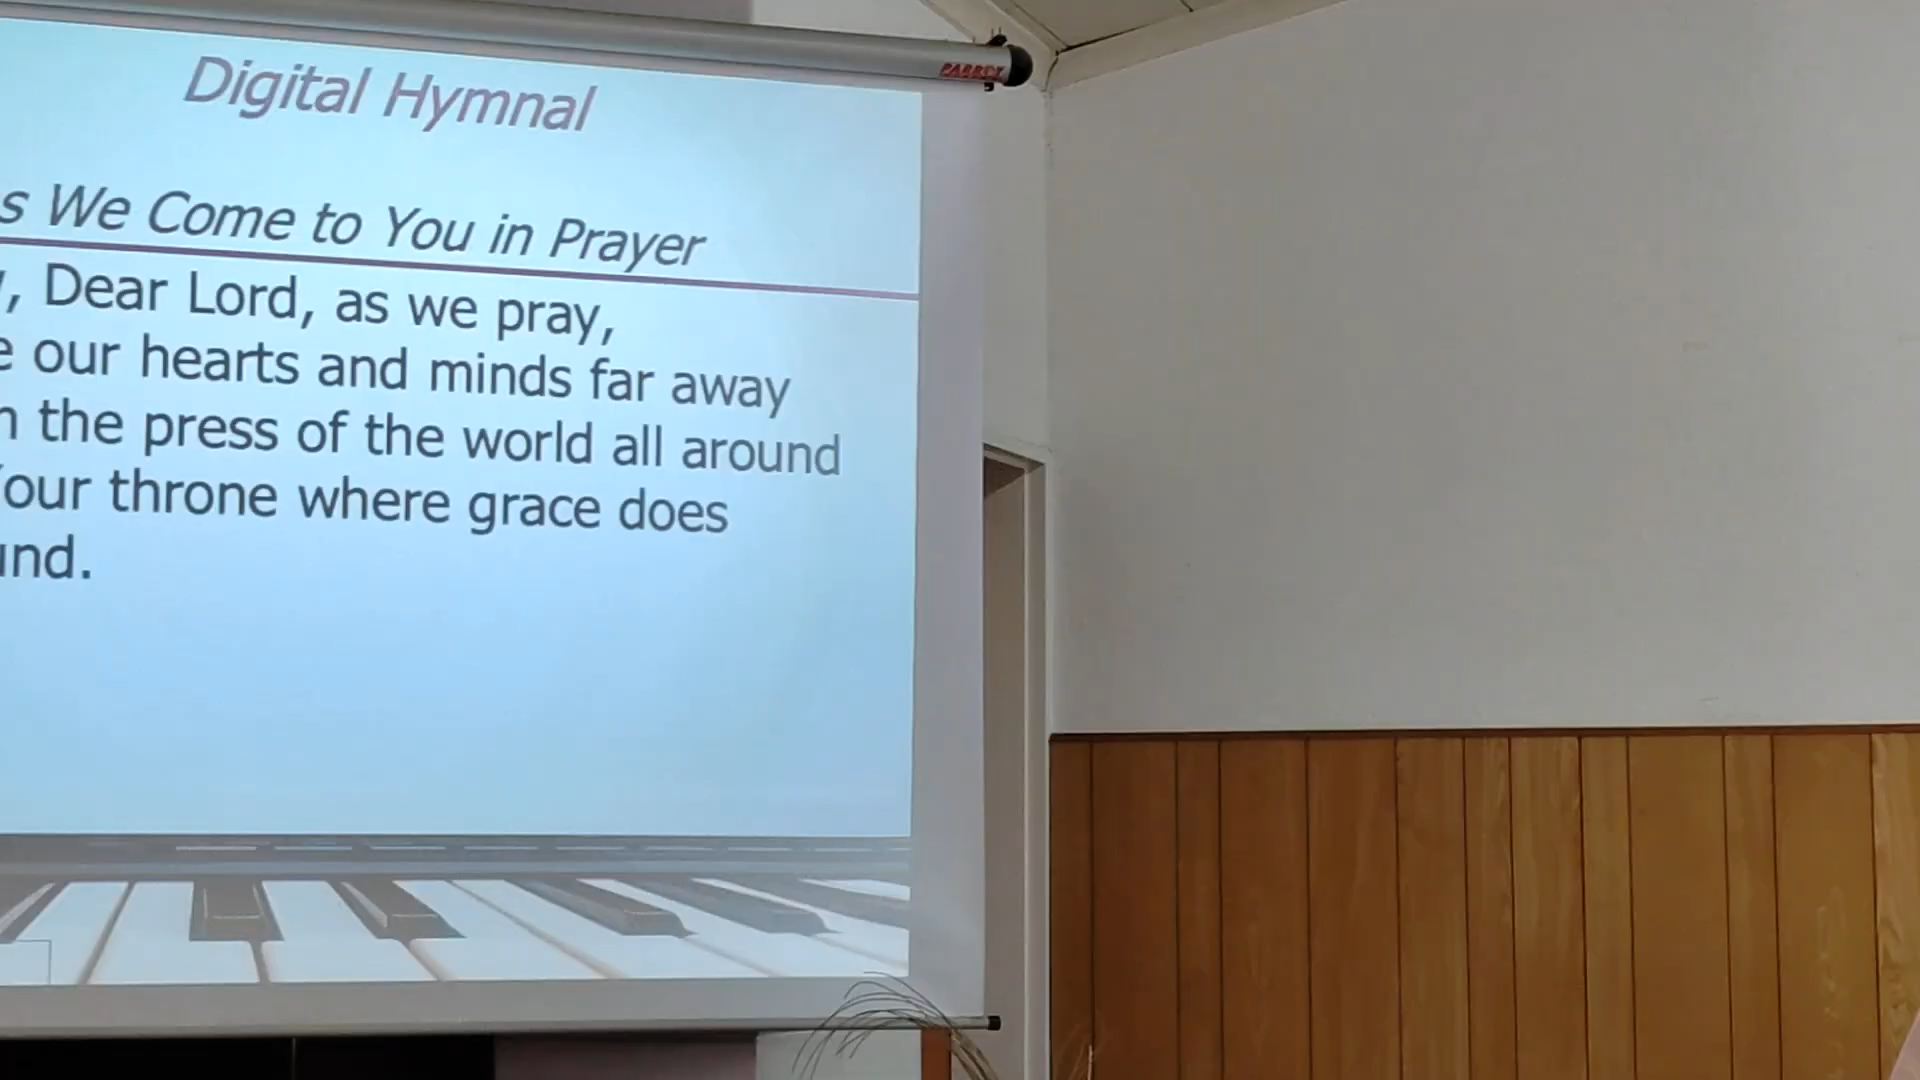 Digital Hymnal
PARROT
s We Come to You in Prayer
, Dear Lord, as we pray,
e our hearts and minds far away
the press of the world all around
our throne where grace does
und.